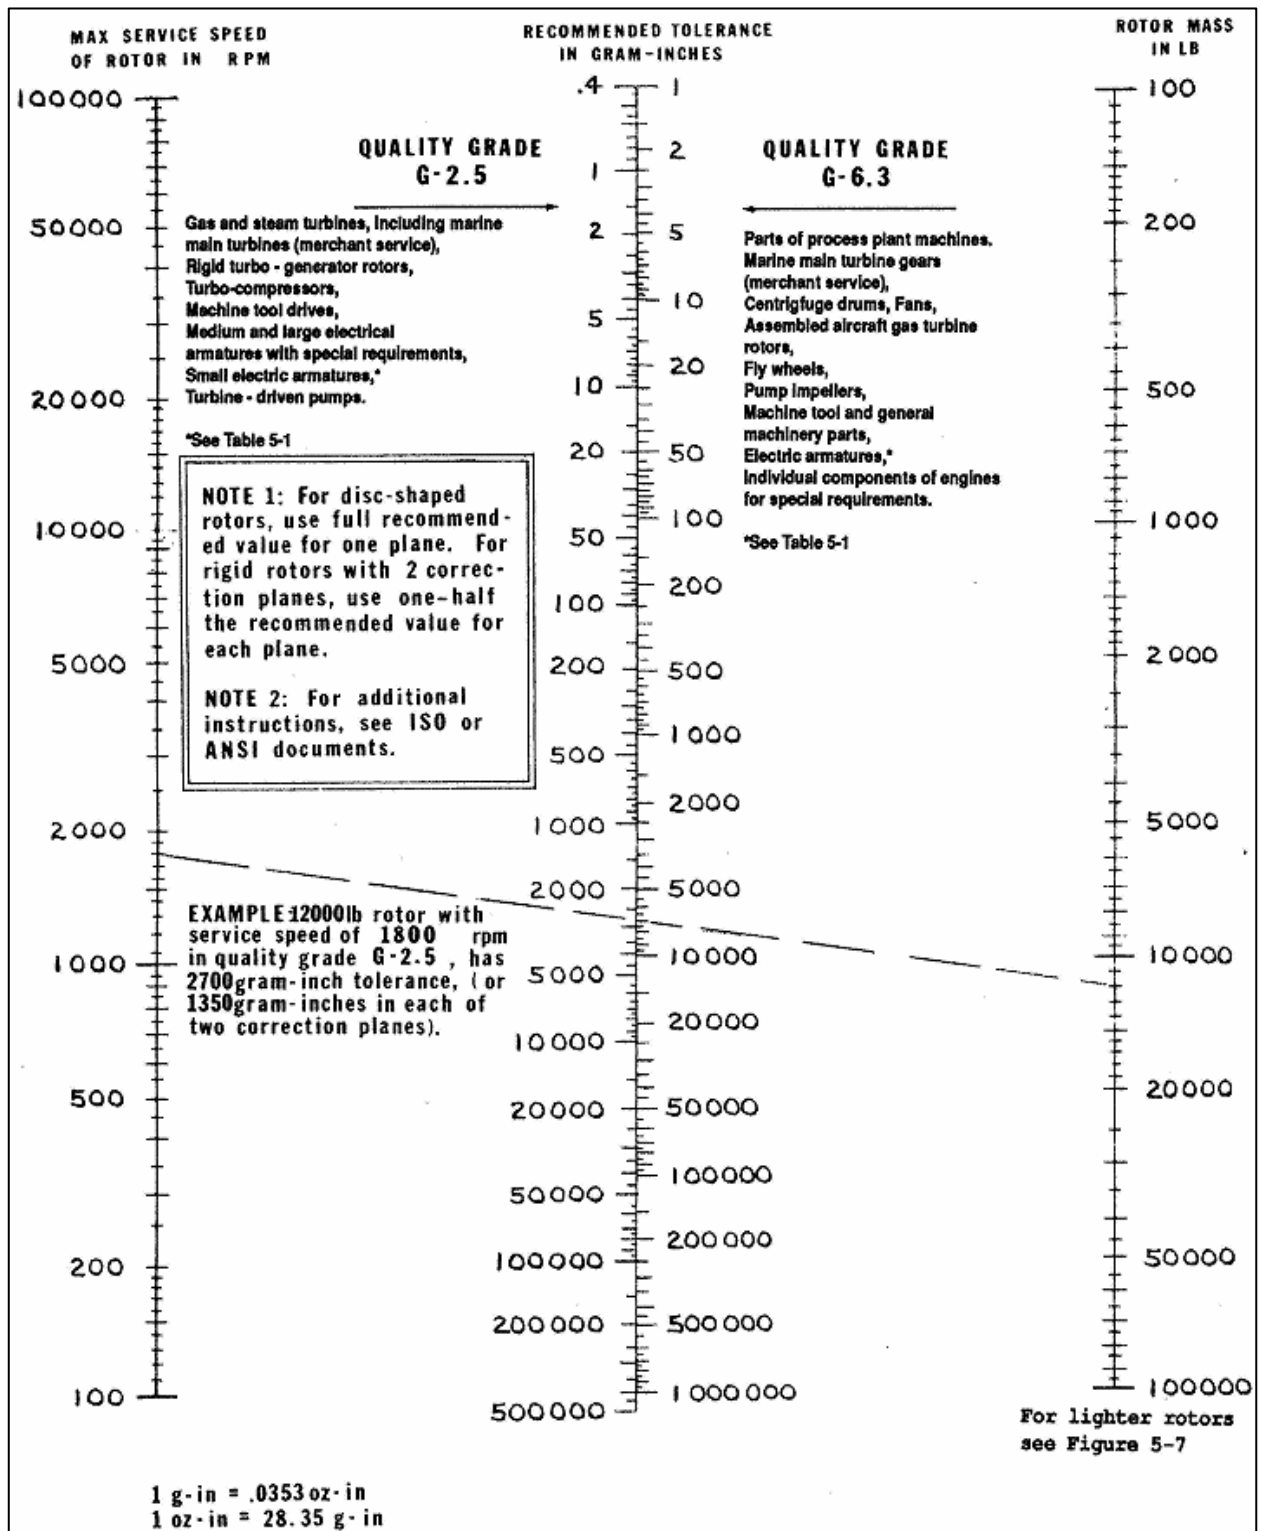 MAX SERVICE SPEED
OF ROTOR IN RPM
RECOMMENDED TOLERANCE
IN GRAM-INCHES
ROTOR MASS
IN LB
100000
50000
20000
10000
5000
2000
1000
500
200
100
QUALITY GRADE
G-2.5
Gas and steam turbines, including marine
main turbines (merchant service),
Rigid turbo - generator rotors,
Turbo-compressors,
Machine tool drives,
Medium and large electrical
armatures with special requirements,
Small electric armatures,*
Turbine - driven pumps.
*See Table 5-1
NOTE 1: For disc-shaped
rotors, use full recommend-
ed value for one plane. For
rigid rotors with 2 correc-
tion planes, use one-half
the recommended value for
each plane.
NOTE 2: For additional
instructions, see ISO or
ANSI documents.
EXAMPLE:12000lb rotor with
service speed of 1800 rpm
in quality grade G-2.5 , has
2700gram-inch tolerance, (or
1350gram-inches in each of
two correction planes).
.4
1
2
5
10
20
50
100
200
500
1000
2000
5000
10000
20000
50000
100000
200000
500000
1
2
5
10
20
50
100
200
500
1000
2000
5000
10000
20000
50000
100000
200000
500000
1000000
QUALITY GRADE
G-6.3
Parts of process plant machines.
Marine main turbine gears
(merchant service),
Centrigfuge drums, Fans,
Assembled aircraft gas turbine
rotors,
Fly wheels,
Pump impellers,
Machine tool and general
machinery parts,
Electric armatures,*
Individual components of engines
for special requirements.
*See Table 5-1
100
200
500
1000
2000
5000
10000
20000
50000
100000
For lighter rotors
see Figure 5-7
1 g-in = .0353 oz-in
1 oz-in = 28.35 g-in